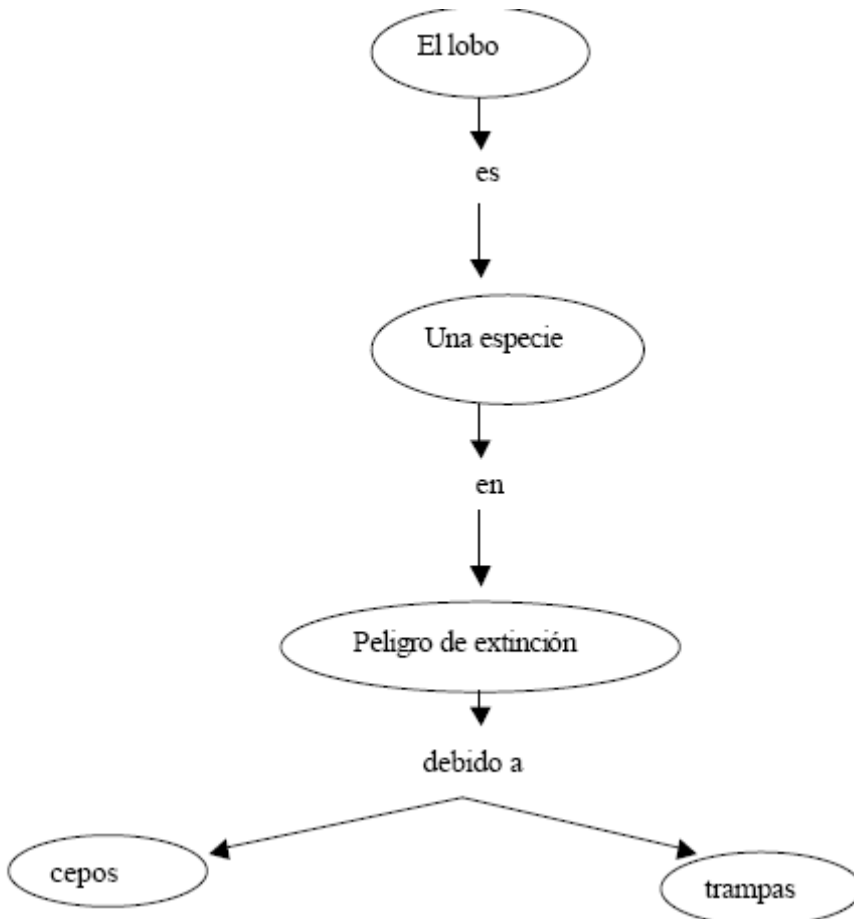 El lobo
es
Una especie
en
Peligro de extinción
debido a
cepos
trampas